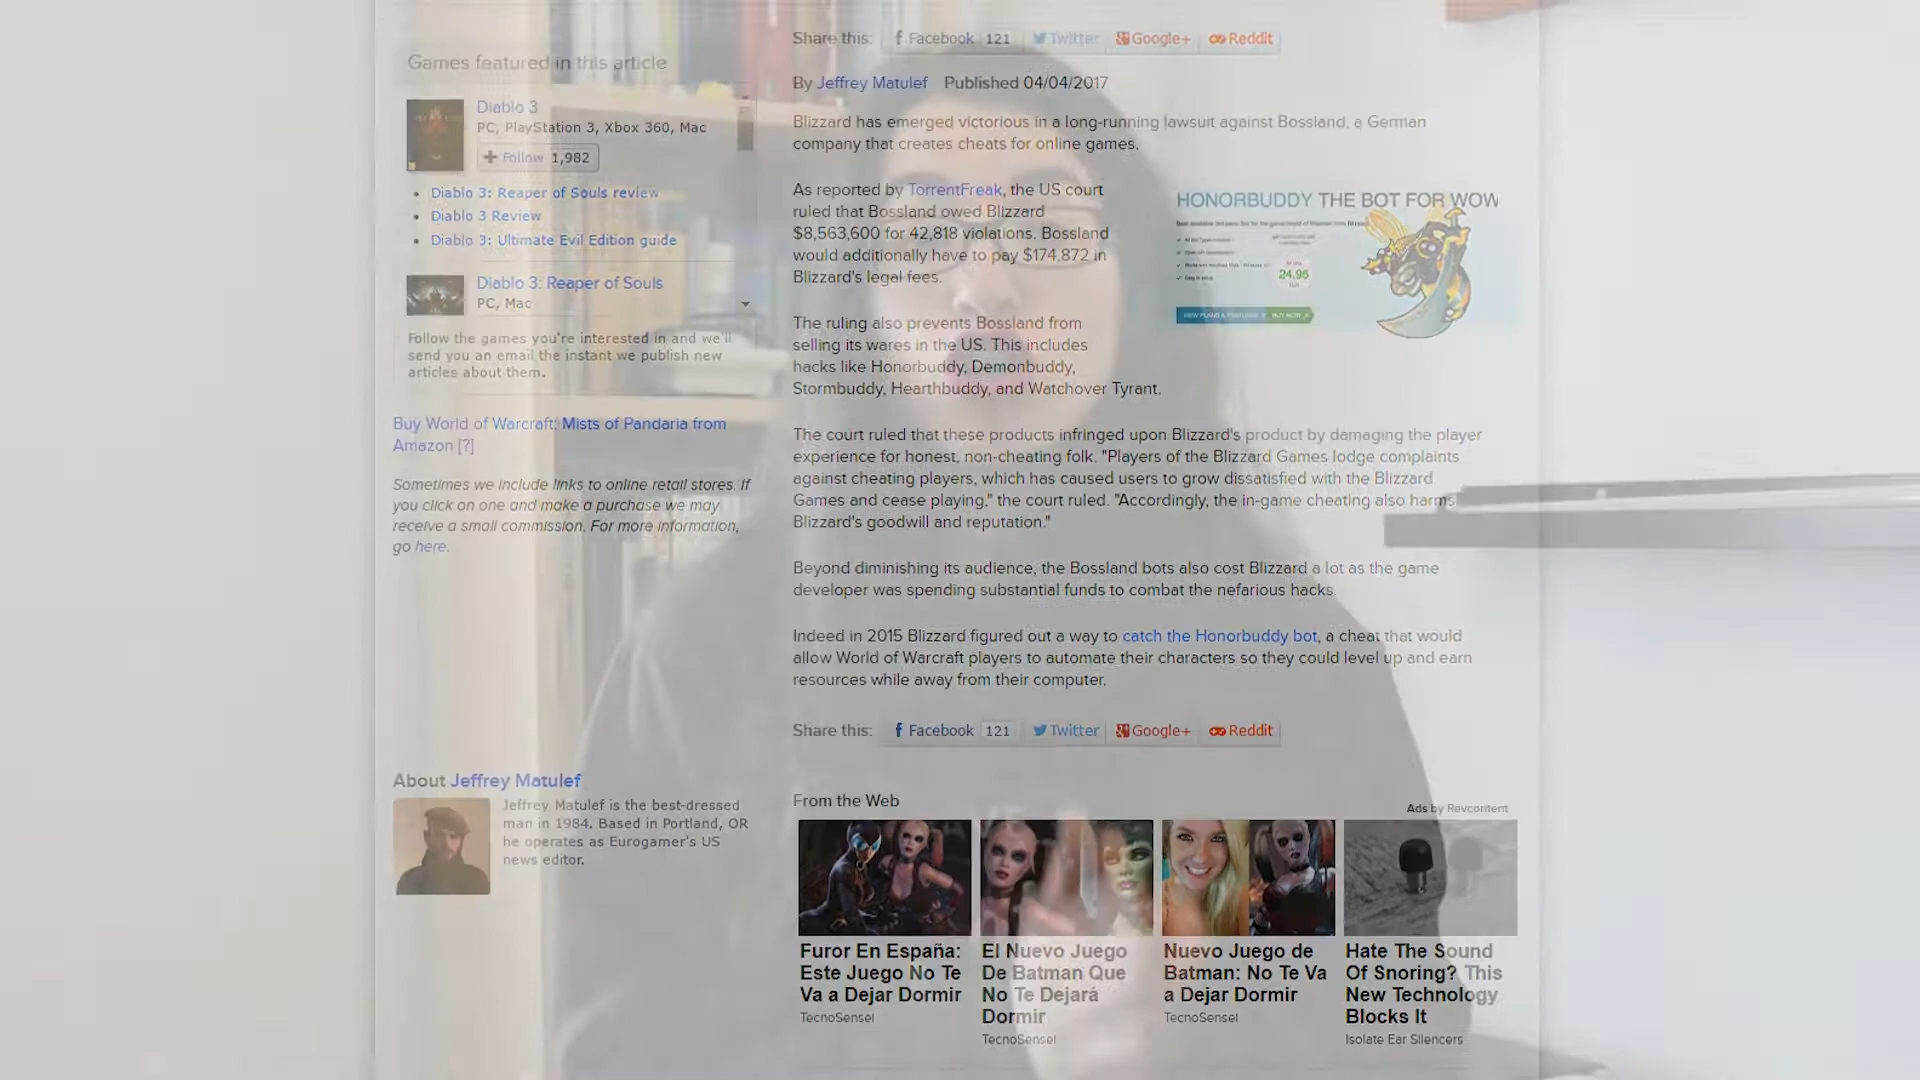 Games featured in this article
Diablo 3
PC, PlayStation 3, Xbox 360, Mac
Follow 1,982
Diablo 3: Reaper of Souls review
Diablo 3 Review
Diablo 3: Ultimate Evil Edition guide
Diablo 3: Reaper of Souls
PC, Mac
Follow the games you're interested in and we'll
send you an email the instant we publish new
articles about them.
Buy World of Warcraft: Mists of Pandaria from
Amazon [?]
Sometimes we include links to online retail stores. If
you click on one and make a purchase we may
receive a small commission. For more information,
go here.
About Jeffrey Matulef
Jeffrey Matulef is the best-dressed
man in 1984. Based in Portland, OR
he operates as Eurogamer's US
news editor.
Share this: Facebook 121 Twitter Google+ Reddit
By Jeffrey Matulef Published 04/04/2017
Blizzard has emerged victorious in a long-running lawsuit against Bossland, a German
company that creates cheats for online games.
As reported by TorrentFreak, the US court
ruled that Bossland owed Blizzard
$8,563,600 for 42,818 violations. Bossland
would additionally have to pay $174,872 in
Blizzard's legal fees.
HONORBUDDY THE BOT FOR WOW
24.95
BUY NOW
The ruling also prevents Bossland from
selling its wares in the US. This includes
hacks like Honorbuddy, Demonbuddy,
Stormbuddy, Hearthbuddy, and Watchover Tyrant.
The court ruled that these products infringed upon Blizzard's product by damaging the player
experience for honest, non-cheating folk. "Players of the Blizzard Games lodge complaints
against cheating players, which has caused users to grow dissatisfied with the Blizzard
Games and cease playing," the court ruled. "Accordingly, the in-game cheating also harms
Blizzard's goodwill and reputation."
Beyond diminishing its audience, the Bossland bots also cost Blizzard a lot as the game
developer was spending substantial funds to combat the nefarious hacks.
Indeed in 2015 Blizzard figured out a way to catch the Honorbuddy bot, a cheat that would
allow World of Warcraft players to automate their characters so they could level up and earn
resources while away from their computer.
Share this: Facebook 121 Twitter Google+ Reddit
From the Web
Ads by Revcontent
Furor En España:
Este Juego No Te
Va a Dejar Dormir
TecnoSensei
El Nuevo Juego
De Batman Que
No Te Dejará
Dormir
TecnoSensei
Nuevo Juego de
Batman: No Te Va
a Dejar Dormir
TecnoSensei
Hate The Sound
Of Snoring? This
New Technology
Blocks It
Isolate Ear Silencers